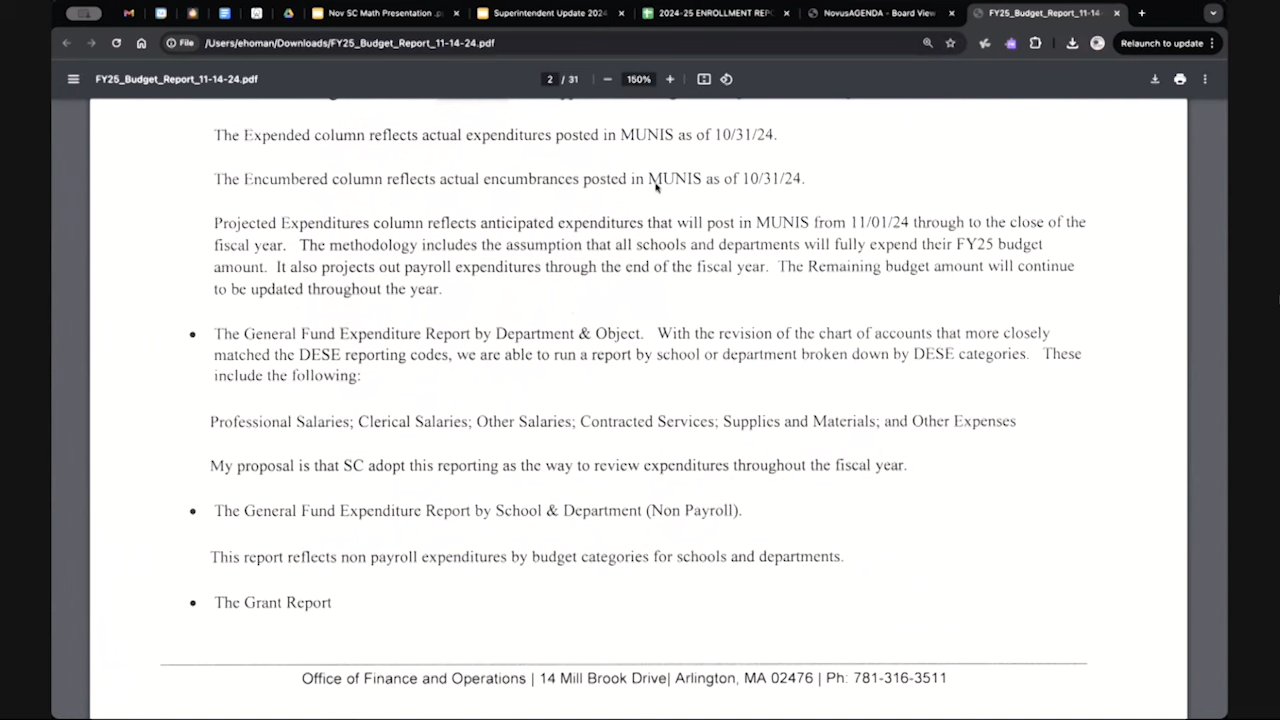 Nov SC Math Presentation .p
Superintendent Update 2024
2024-25 ENROLLMENT REP
NovusAGENDA - Board View
FY25_Budget_Report_11-14-
File
/Users/ehoman/Downloads/FY25_Budget_Report_11-14-24.pdf
Relaunch to update
FY25_Budget_Report_11-14-24.pdf
2 / 31
150%
The Expended column reflects actual expenditures posted in MUNIS as of 10/31/24.
The Encumbered column reflects actual encumbrances posted in MUNIS as of 10/31/24.
Projected Expenditures column reflects anticipated expenditures that will post in MUNIS from 11/01/24 through to the close of the
fiscal year. The methodology includes the assumption that all schools and departments will fully expend their FY25 budget
amount. It also projects out payroll expenditures through the end of the fiscal year. The Remaining budget amount will continue
to be updated throughout the year.
• The General Fund Expenditure Report by Department & Object. With the revision of the chart of accounts that more closely
matched the DESE reporting codes, we are able to run a report by school or department broken down by DESE categories. These
include the following:
Professional Salaries; Clerical Salaries; Other Salaries; Contracted Services; Supplies and Materials; and Other Expenses
My proposal is that SC adopt this reporting as the way to review expenditures throughout the fiscal year.
• The General Fund Expenditure Report by School & Department (Non Payroll).
This report reflects non payroll expenditures by budget categories for schools and departments.
• The Grant Report
Office of Finance and Operations | 14 Mill Brook Drive| Arlington, MA 02476 | Ph: 781-316-3511